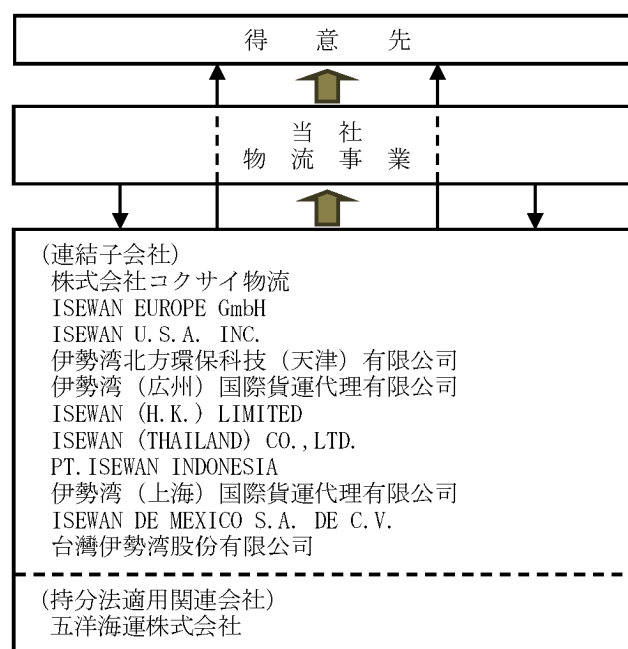 得 意 先
当 社
物 流 事 業
(連結子会社)
株式会社コクサイ物流
ISEWAN EUROPE GmbH
ISEWAN U.S.A. INC.
伊勢湾北方環保科技（天津）有限公司
伊勢湾（広州）国際貨運代理有限公司
ISEWAN (H.K.) LIMITED
ISEWAN (THAILAND) CO.,LTD.
PT.ISEWAN INDONESIA
伊勢湾（上海）国際貨運代理有限公司
ISEWAN DE MEXICO S.A. DE C.V.
台灣伊勢湾股份有限公司
(持分法適用関連会社)
五洋海運株式会社